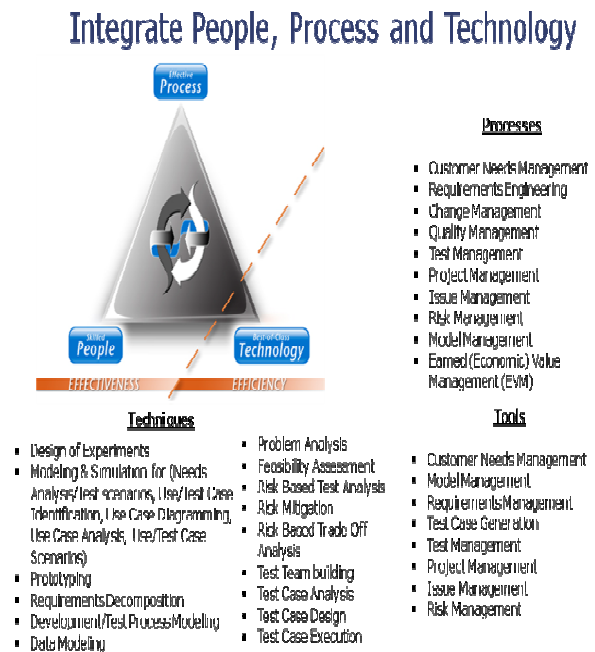 Integrate People, Process and Technology
Effective
Process
Skilled
People
Best-of-Class
Technology
EFFECTIVENESS
EFFICIENCY
Processes
▪ Customer Needs Management
▪ Requirements Engineering
▪ Change Management
▪ Quality Management
▪ Test Management
▪ Project Management
▪ Issue Management
▪ Risk Management
▪ Model Management
▪ Earned (Economic) Value
Management (EVM)
Techniques
▪ Design of Experiments
▪ Modeling & Simulation for (Needs
Analysis/Test scenarios, Use/Test Case
Identification, Use Case Diagramming,
Use Case Analysis, Use/Test Case
Scenarios)
▪ Prototyping
▪ Requirements Decomposition
▪ Development/Test Process Modeling
▪ Data Modeling
▪ Problem Analysis
▪ Feasibility Assessment
▪ Risk Based Test Analysis
▪ Risk Mitigation
▪ Risk Based Trade Off
Analysis
▪ Test Team building
▪ Test Case Analysis
▪ Test Case Design
▪ Test Case Execution
Tools
▪ Customer Needs Management
▪ Model Management
▪ Requirements Management
▪ Test Case Generation
▪ Test Management
▪ Project Management
▪ Issue Management
▪ Risk Management